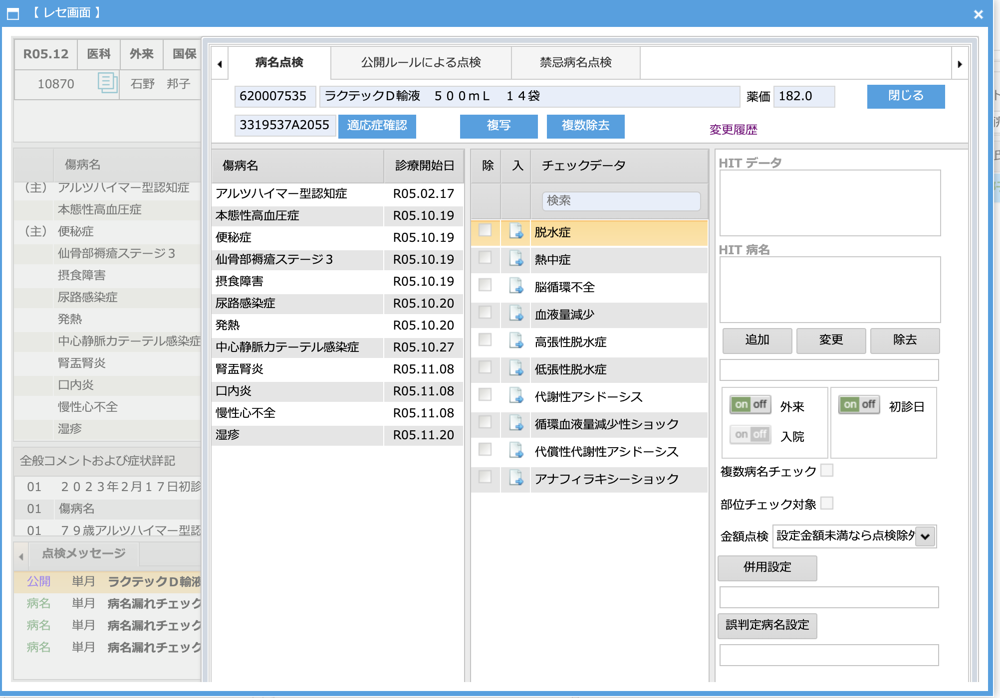 【 レセ画面 】
R05.12 医科 外来 国保
10870 石野 邦子
傷病名
(主) アルツハイマー型認知症
本態性高血圧症
(主) 便秘症
仙骨部褥瘡ステージ3
摂食障害
尿路感染症
発熱
中心静脈カテーテル感染症
腎盂腎炎
口内炎
慢性心不全
湿疹
全般コメントおよび症状詳記
01 2023年2月17日初診
01 傷病名
01 79歳アルツハイマー型認
点検メッセージ
公開 単月 ラクテックD輸液
病名 単月 病名漏れチェック
病名 単月 病名漏れチェック
病名 単月 病名漏れチェック
病名点検 公開ルールによる点検 禁忌病名点検
620007535 ラクテックD輸液 500mL 14袋 薬価 182.0 閉じる
3319537A2055 適応症確認 複写 複数除去 変更履歴
傷病名 診療開始日
アルツハイマー型認知症 R05.02.17
本態性高血圧症 R05.10.19
便秘症 R05.10.19
仙骨部褥瘡ステージ3 R05.10.19
摂食障害 R05.10.19
尿路感染症 R05.10.20
発熱 R05.10.20
中心静脈カテーテル感染症 R05.10.27
腎盂腎炎 R05.11.08
口内炎 R05.11.08
慢性心不全 R05.11.08
湿疹 R05.11.20
除 入 チェックデータ
検索
脱水症
熱中症
脳循環不全
血液量減少
高張性脱水症
低張性脱水症
代謝性アシドーシス
循環血液量減少性ショック
代償性代謝性アシドーシス
アナフィラキシーショック
HIT データ
HIT 病名
追加 変更 除去
on off 外来 on off 初診日
on off 入院
複数病名チェック
部位チェック対象
金額点検 設定金額未満なら点検除外
併用設定
誤判定病名設定